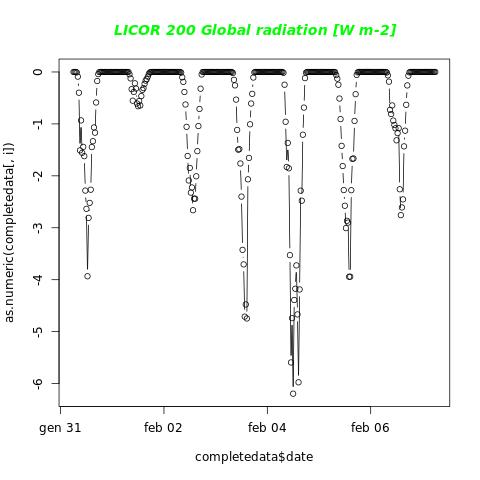 LICOR 200 Global radiation [W m-2]
as.numeric(completedata[, i])
0
-1
-2
-3
-4
-5
-6
gen 31
feb 02
feb 04
feb 06
completedata$date